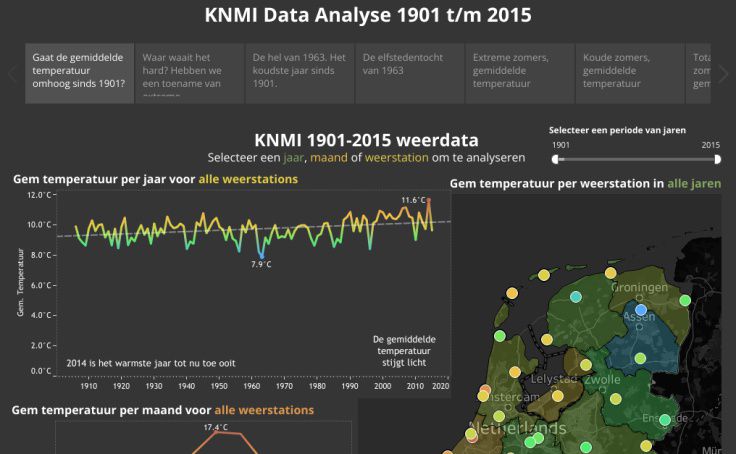 KNMI Data Analyse 1901 t/m 2015
Gaat de gemiddelde
temperatuur
omhoog sinds 1901?
Waar waait het
hard? Hebben we
een toename van
De hel van 1963. Het
koudste jaar sinds
1901.
De elfstedentocht
van 1963
Extreme zomers,
gemiddelde
temperatuur
Koude zomers,
gemiddelde
temperatuur
KNMI 1901-2015 weerdata
Selecteer een jaar, maand of weerstation om te analyseren
Selecteer een periode van jaren
1901 2015
Gem temperatuur per jaar voor alle weerstations
12.0°C
10.0°C
8.0°C
6.0°C
4.0°C
2.0°C
0.0°C
Gem. Temperatuur
11.6°C
7.9°C
De gemiddelde
temperatuur
stijgt licht
2014 is het warmste jaar tot nu toe ooit
1910 1920 1930 1940 1950 1960 1970 1980 1990 2000 2010 2020
Gem temperatuur per weerstation in alle jaren
Groningen
Assen
Lelystad
Zwolle
Netherlands
Gem temperatuur per maand voor alle weerstations
17.4°C